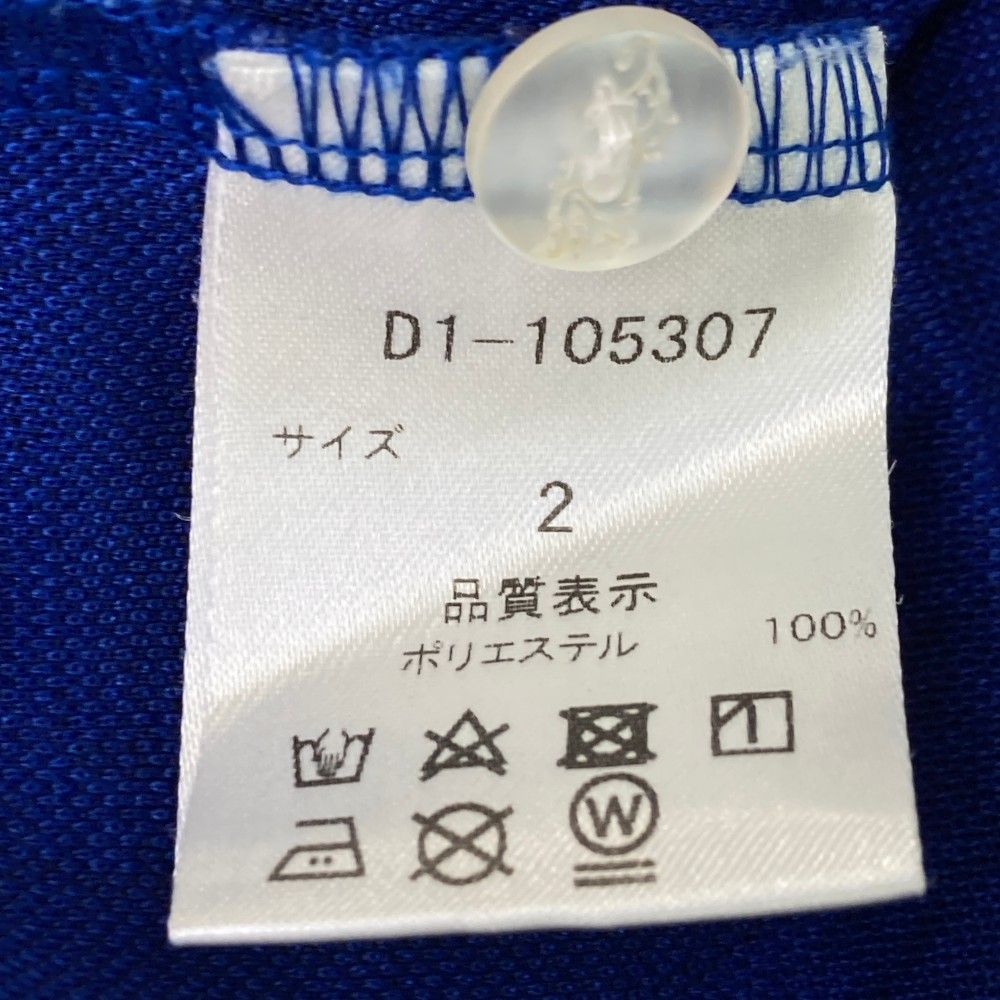 D1-105307
サイズ
2
品質表示
ポリエステル 100%
W